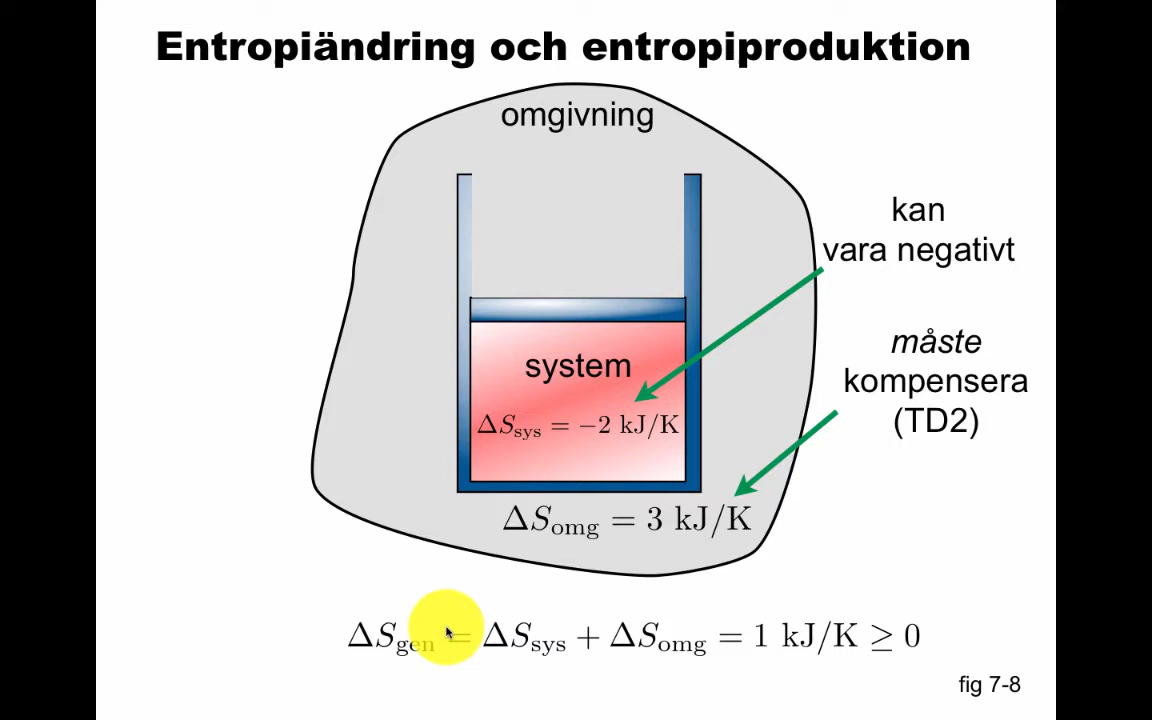 Entropiändring och entropiproduktion
omgivning
kan
vara negativt
måste
kompensera
(TD2)
system
ΔS_sys = −2 kJ/K
ΔS_omg = 3 kJ/K
ΔS_gen = ΔS_sys + ΔS_omg = 1 kJ/K ≥ 0
fig 7-8